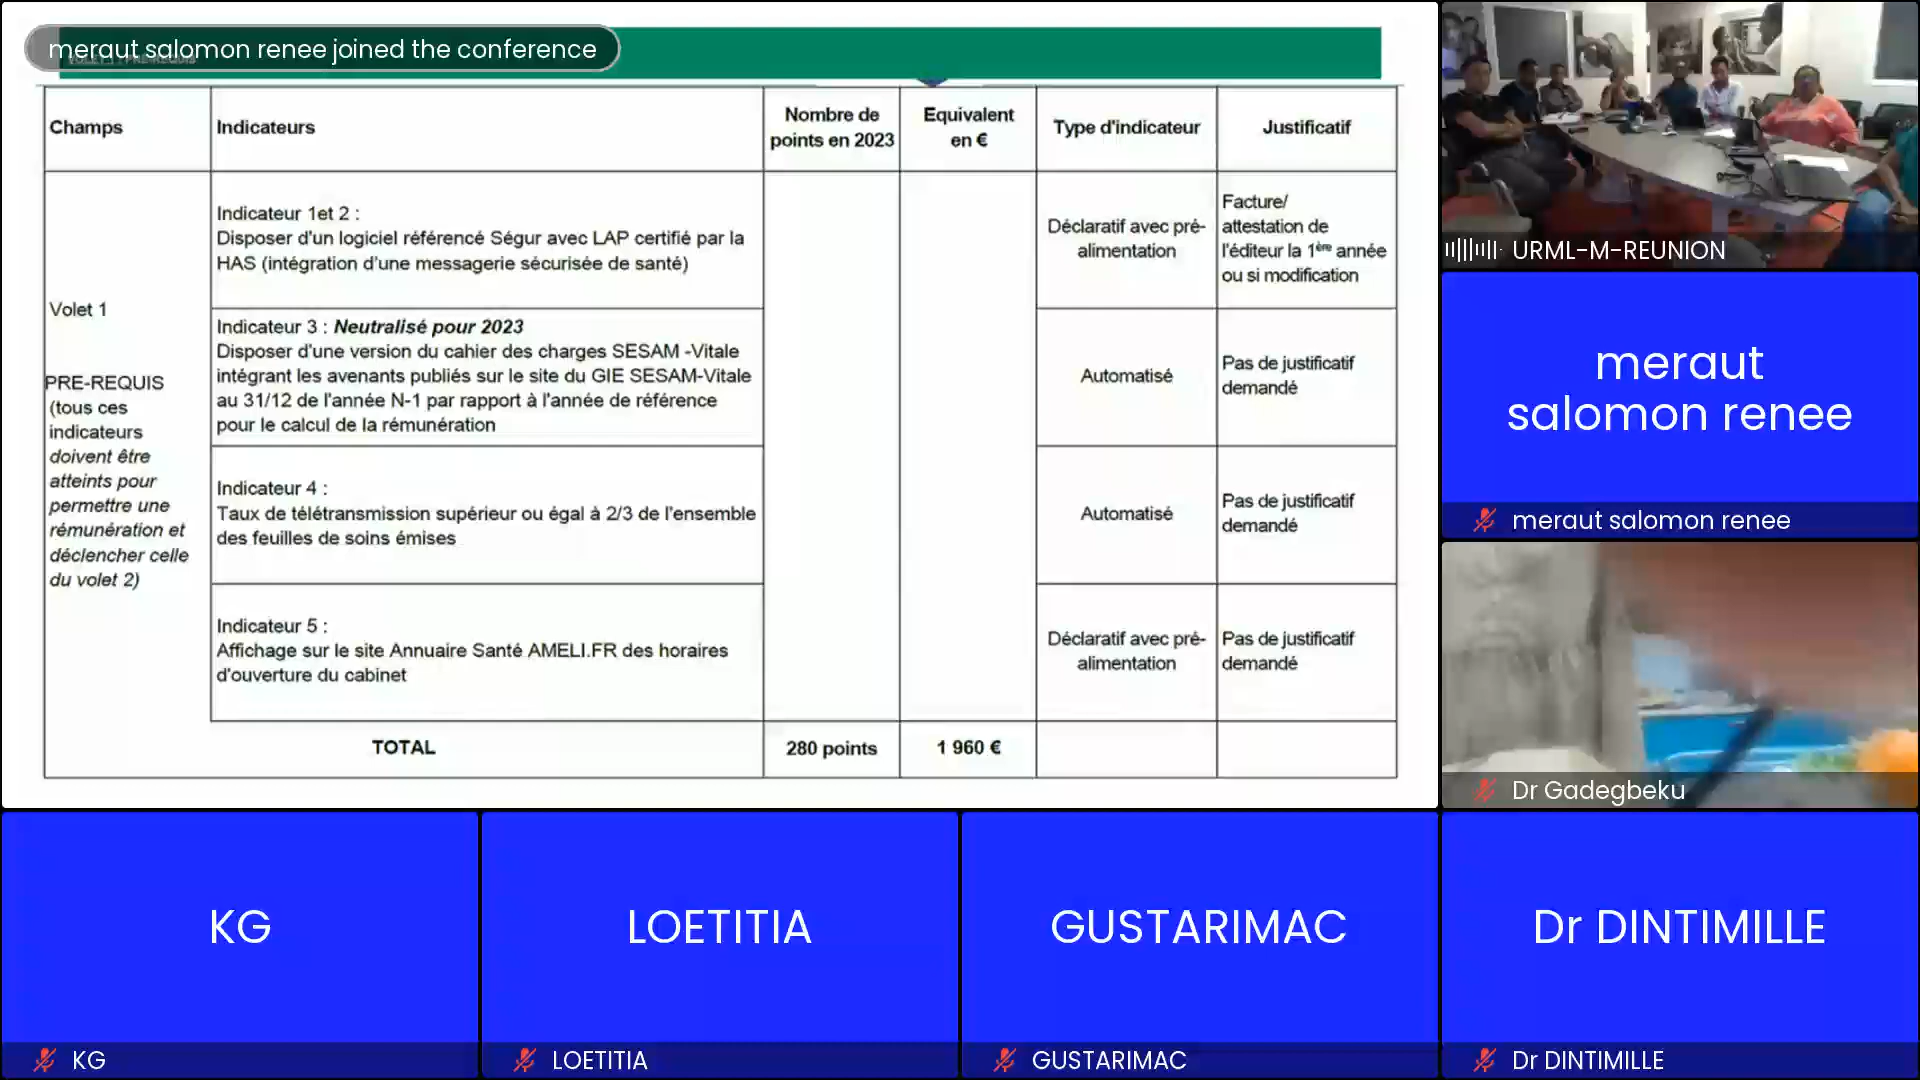 meraut salomon renee joined the conference
Champs
Indicateurs
Nombre de
points en 2023
Equivalent
en €
Type d'indicateur
Justificatif
Volet 1
PRE-REQUIS
(tous ces
indicateurs
doivent être
atteints pour
permettre une
rémunération et
déclencher celle
du volet 2)
Indicateur 1et 2 :
Disposer d'un logiciel référencé Ségur avec LAP certifié par la
HAS (intégration d'une messagerie sécurisée de santé)
Déclaratif avec pré-
alimentation
Facture/
attestation de
l'éditeur la 1ère année
ou si modification
Indicateur 3 : Neutralisé pour 2023
Disposer d'une version du cahier des charges SESAM -Vitale
intégrant les avenants publiés sur le site du GIE SESAM-Vitale
au 31/12 de l'année N-1 par rapport à l'année de référence
pour le calcul de la rémunération
Automatisé
Pas de justificatif
demandé
Indicateur 4 :
Taux de télétransmission supérieur ou égal à 2/3 de l'ensemble
des feuilles de soins émises
Automatisé
Pas de justificatif
demandé
Indicateur 5 :
Affichage sur le site Annuaire Santé AMELI.FR des horaires
d'ouverture du cabinet
Déclaratif avec pré-
alimentation
Pas de justificatif
demandé
TOTAL
280 points
1 960 €
URML-M-REUNION
meraut
salomon renee
meraut salomon renee
Dr Gadegbeku
KG
KG
LOETITIA
LOETITIA
GUSTARIMAC
GUSTARIMAC
Dr DINTIMILLE
Dr DINTIMILLE